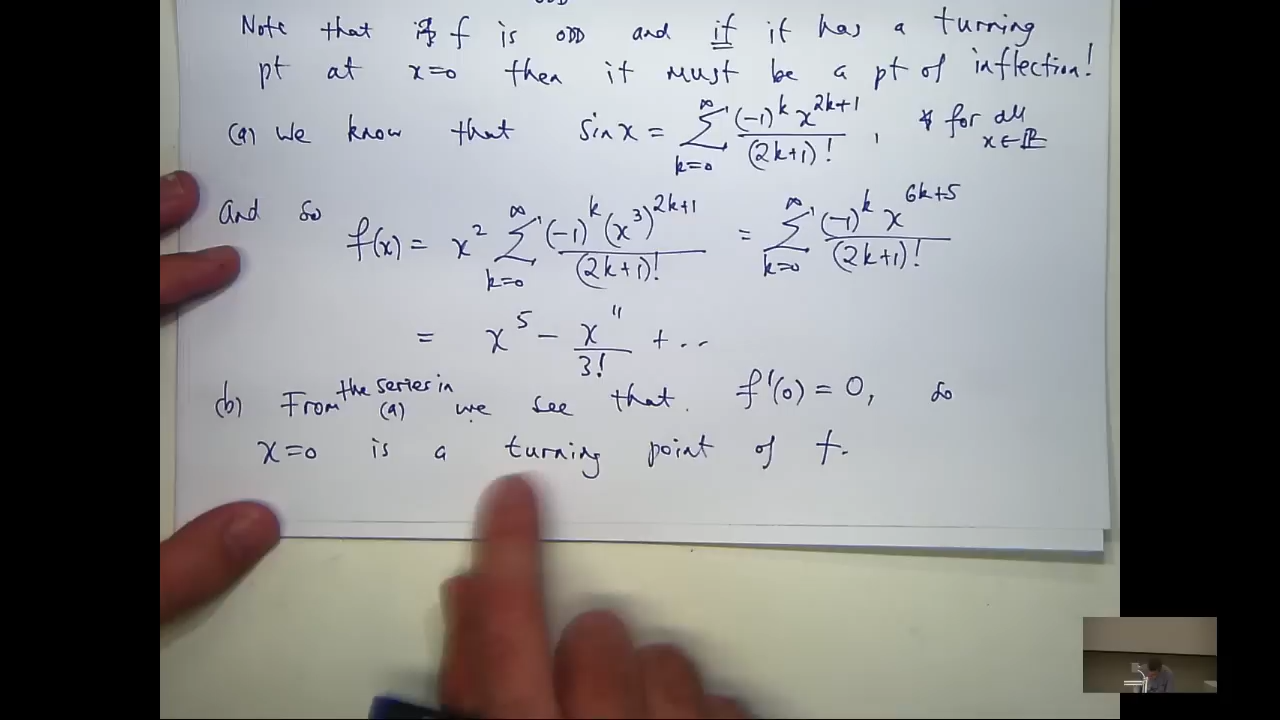 ODD
Note that if f is ODD and if it has a turning
pt at x=0 then it must be a pt of inflection!
(a) We know that sin x = ∑_{k=0}^{∞} (-1)^k x^{2k+1} / (2k+1)! , for all x∈ℝ
And so f(x) = x^2 ∑_{k=0}^{∞} (-1)^k (x^3)^{2k+1} / (2k+1)! = ∑_{k=0}^{∞} (-1)^k x^{6k+5} / (2k+1)!
= x^5 - x^{11} / 3! + ..
(b) From the series in (a) we see that f'(0) = 0, so
x=0 is a turning point of f.